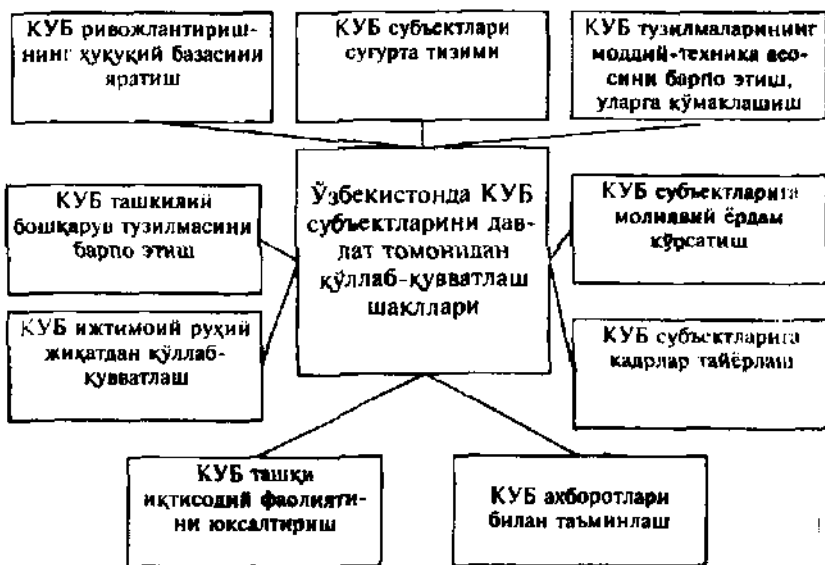 КУБ ривожлантириш-
нинг ҳуқуқий базасини
яратиш
КУБ субъектлари
суғурта тизими
КУБ тузилмаларининг
моддий-техника асо-
сини барпо этиш,
уларга кўмаклашиш
Ўзбекистонда КУБ
субъектларини дав-
лат томонидан
қўллаб-қувватлаш
шакллари
КУБ ташкилий
бошқарув тузилмасини
барпо этиш
КУБ субъектларига
молиявий ёрдам
кўрсатиш
КУБ ижтимоий руҳий
жиҳатдан қўллаб-
қувватлаш
КУБ субъектларига
кадрлар тайёрлаш
КУБ ташқи
иқтисодий фаолияти-
ни юксалтириш
КУБ ахборотлари
билан таъминлаш